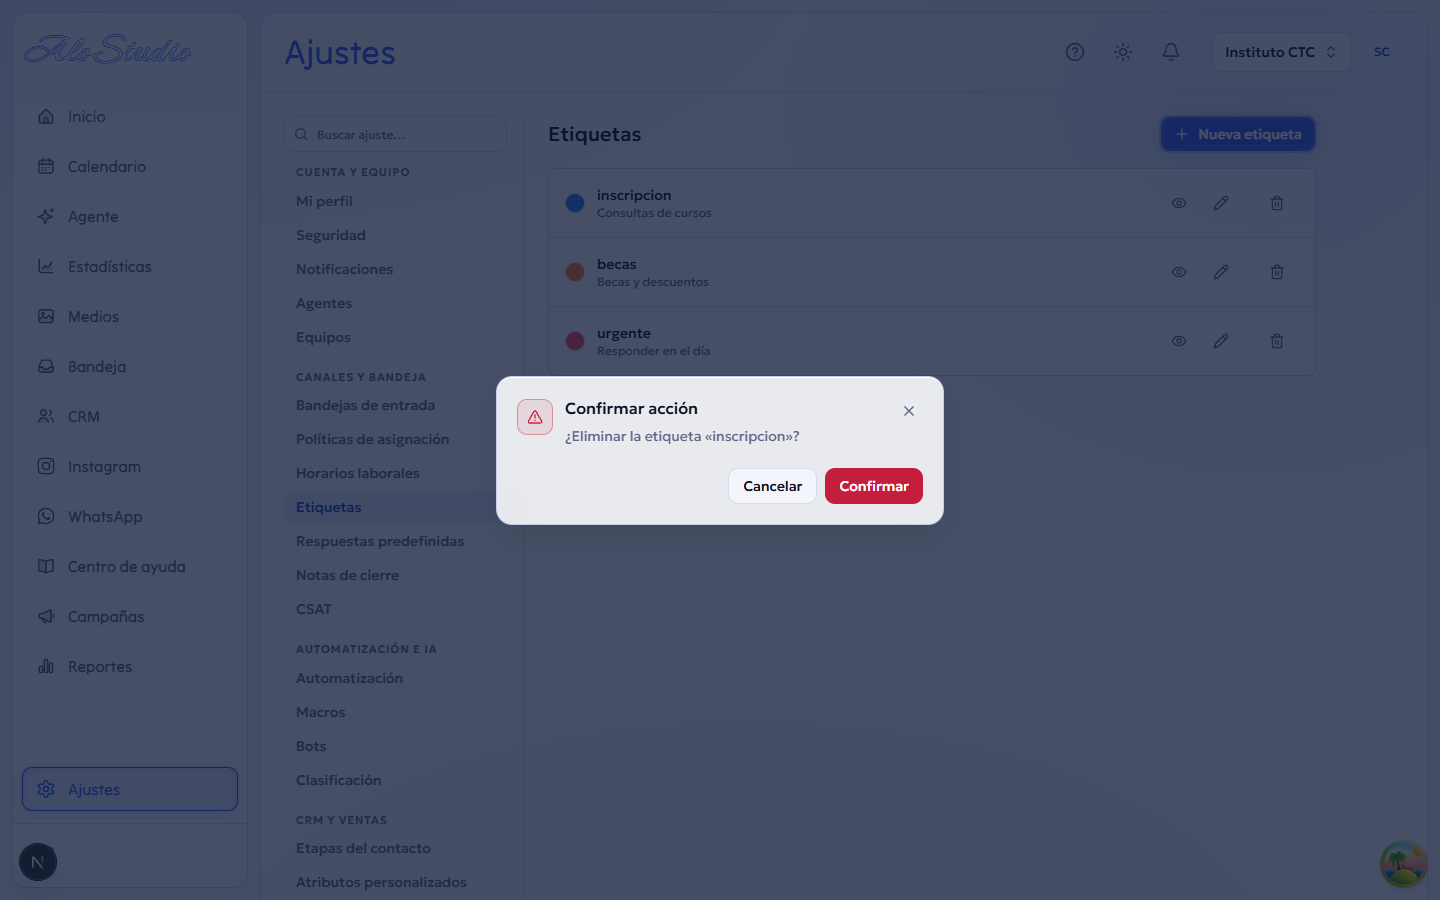 Alo Studio
Inicio
Calendario
Agente
Estadísticas
Medios
Bandeja
CRM
Instagram
WhatsApp
Centro de ayuda
Campañas
Reportes
Ajustes
N
Ajustes
Instituto CTC
SC
Buscar ajuste...
CUENTA Y EQUIPO
Mi perfil
Seguridad
Notificaciones
Agentes
Equipos
CANALES Y BANDEJA
Bandejas de entrada
Políticas de asignación
Horarios laborales
Etiquetas
Respuestas predefinidas
Notas de cierre
CSAT
AUTOMATIZACIÓN E IA
Automatización
Macros
Bots
Clasificación
CRM Y VENTAS
Etapas del contacto
Atributos personalizados
Etiquetas
Nueva etiqueta
inscripcion
Consultas de cursos
becas
Becas y descuentos
urgente
Responder en el día
Confirmar acción
¿Eliminar la etiqueta «inscripcion»?
Cancelar
Confirmar